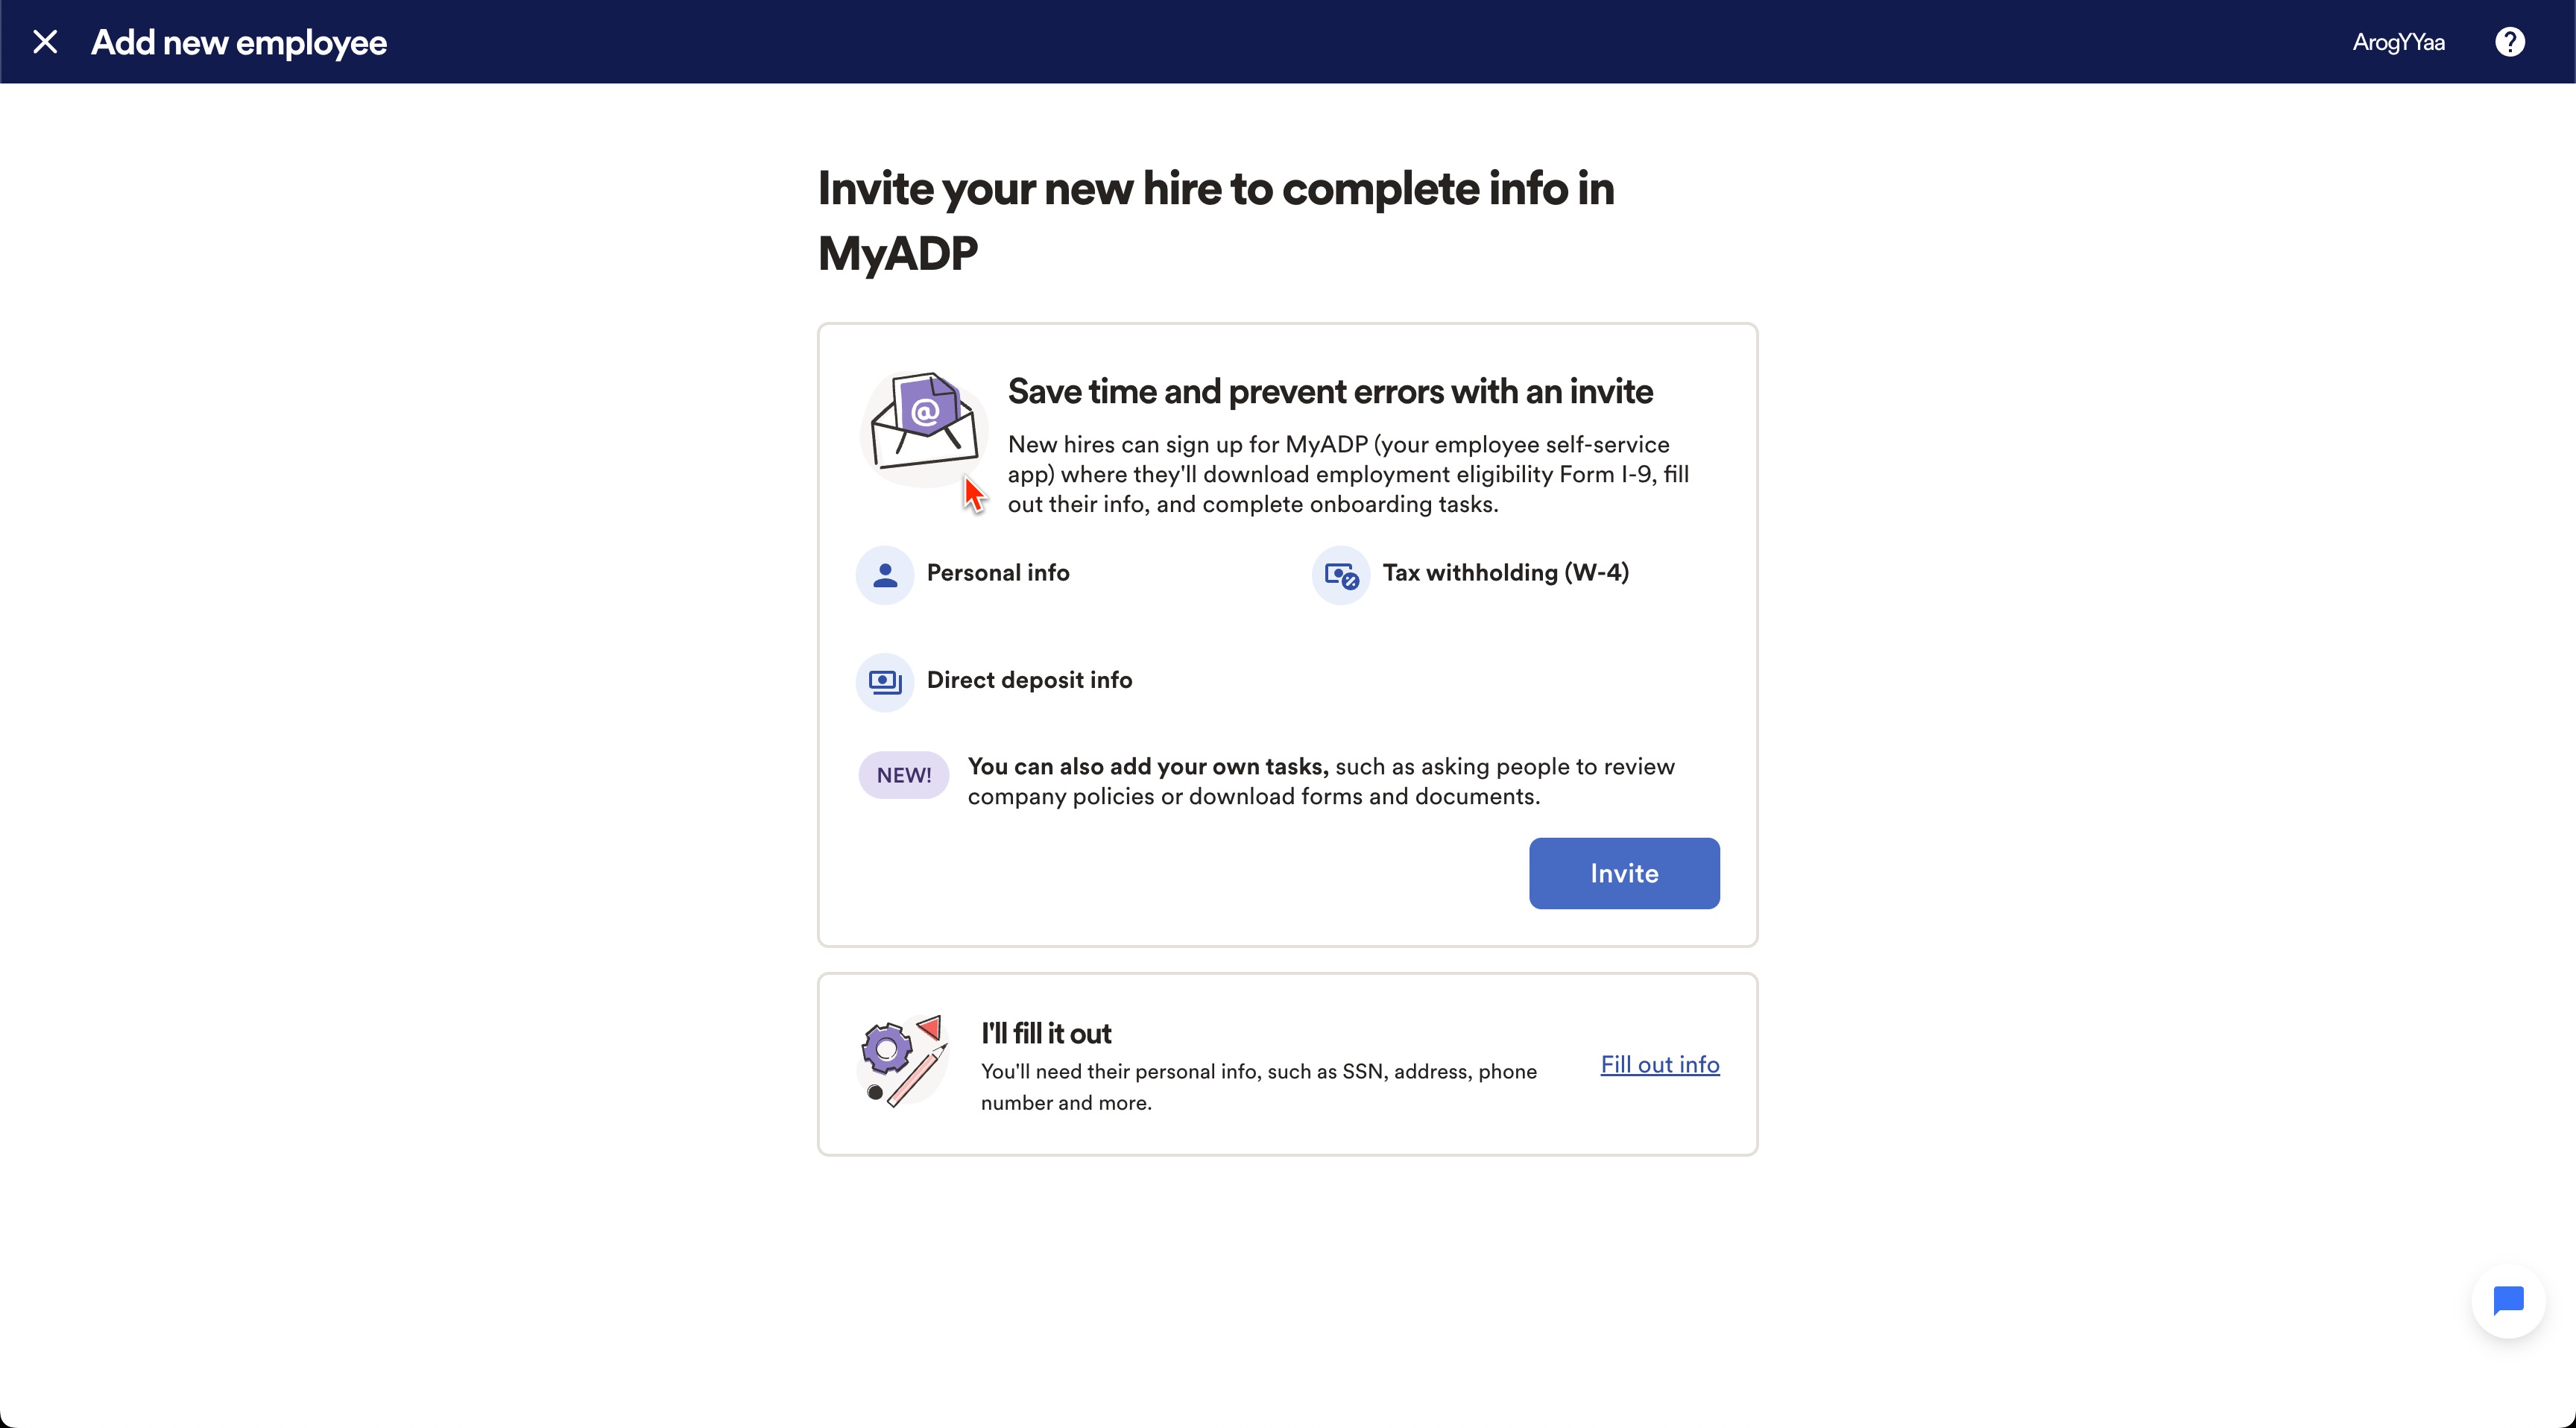 Add new employee
ArogYYaa
?
Invite your new hire to complete info in
MyADP
@
Save time and prevent errors with an invite
New hires can sign up for MyADP (your employee self-service
app) where they'll download employment eligibility Form I-9, fill
out their info, and complete onboarding tasks.
Personal info
Tax withholding (W-4)
Direct deposit info
NEW!
You can also add your own tasks, such as asking people to review
company policies or download forms and documents.
Invite
I'll fill it out
You'll need their personal info, such as SSN, address, phone
number and more.
Fill out info